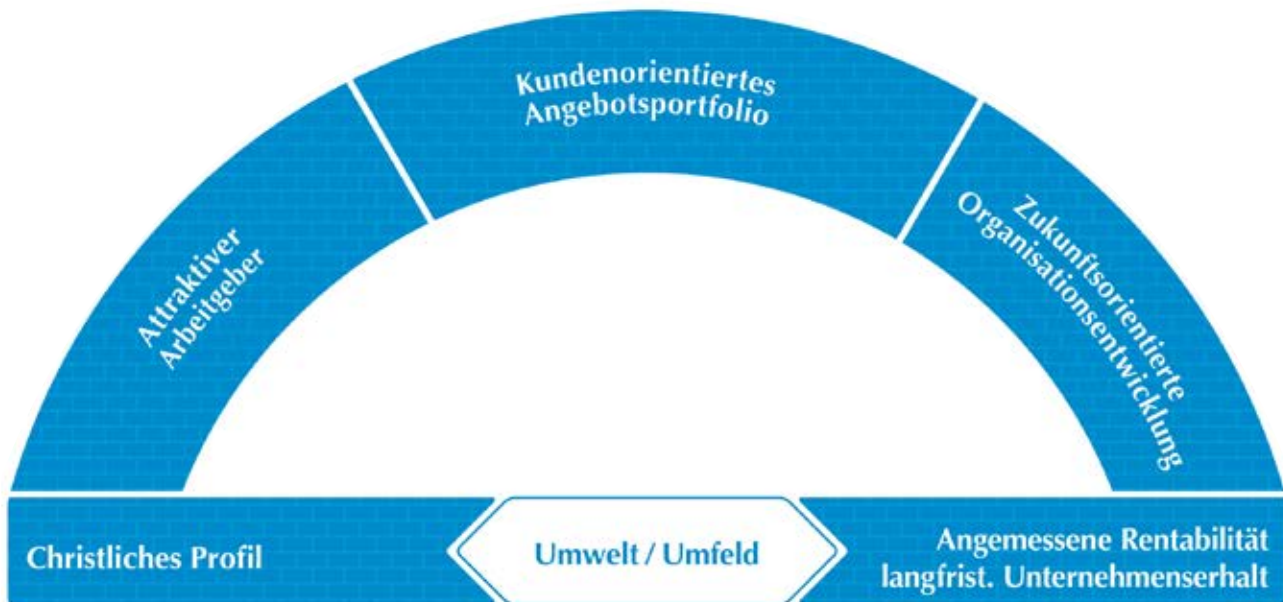 Kundenorientiertes
Angebotsportfolio
Attraktiver
Arbeitgeber
Zukunftsorientierte
Organisationsentwicklung
Christliches Profil
Umwelt / Umfeld
Angemessene Rentabilität
langfrist. Unternehmenserhalt